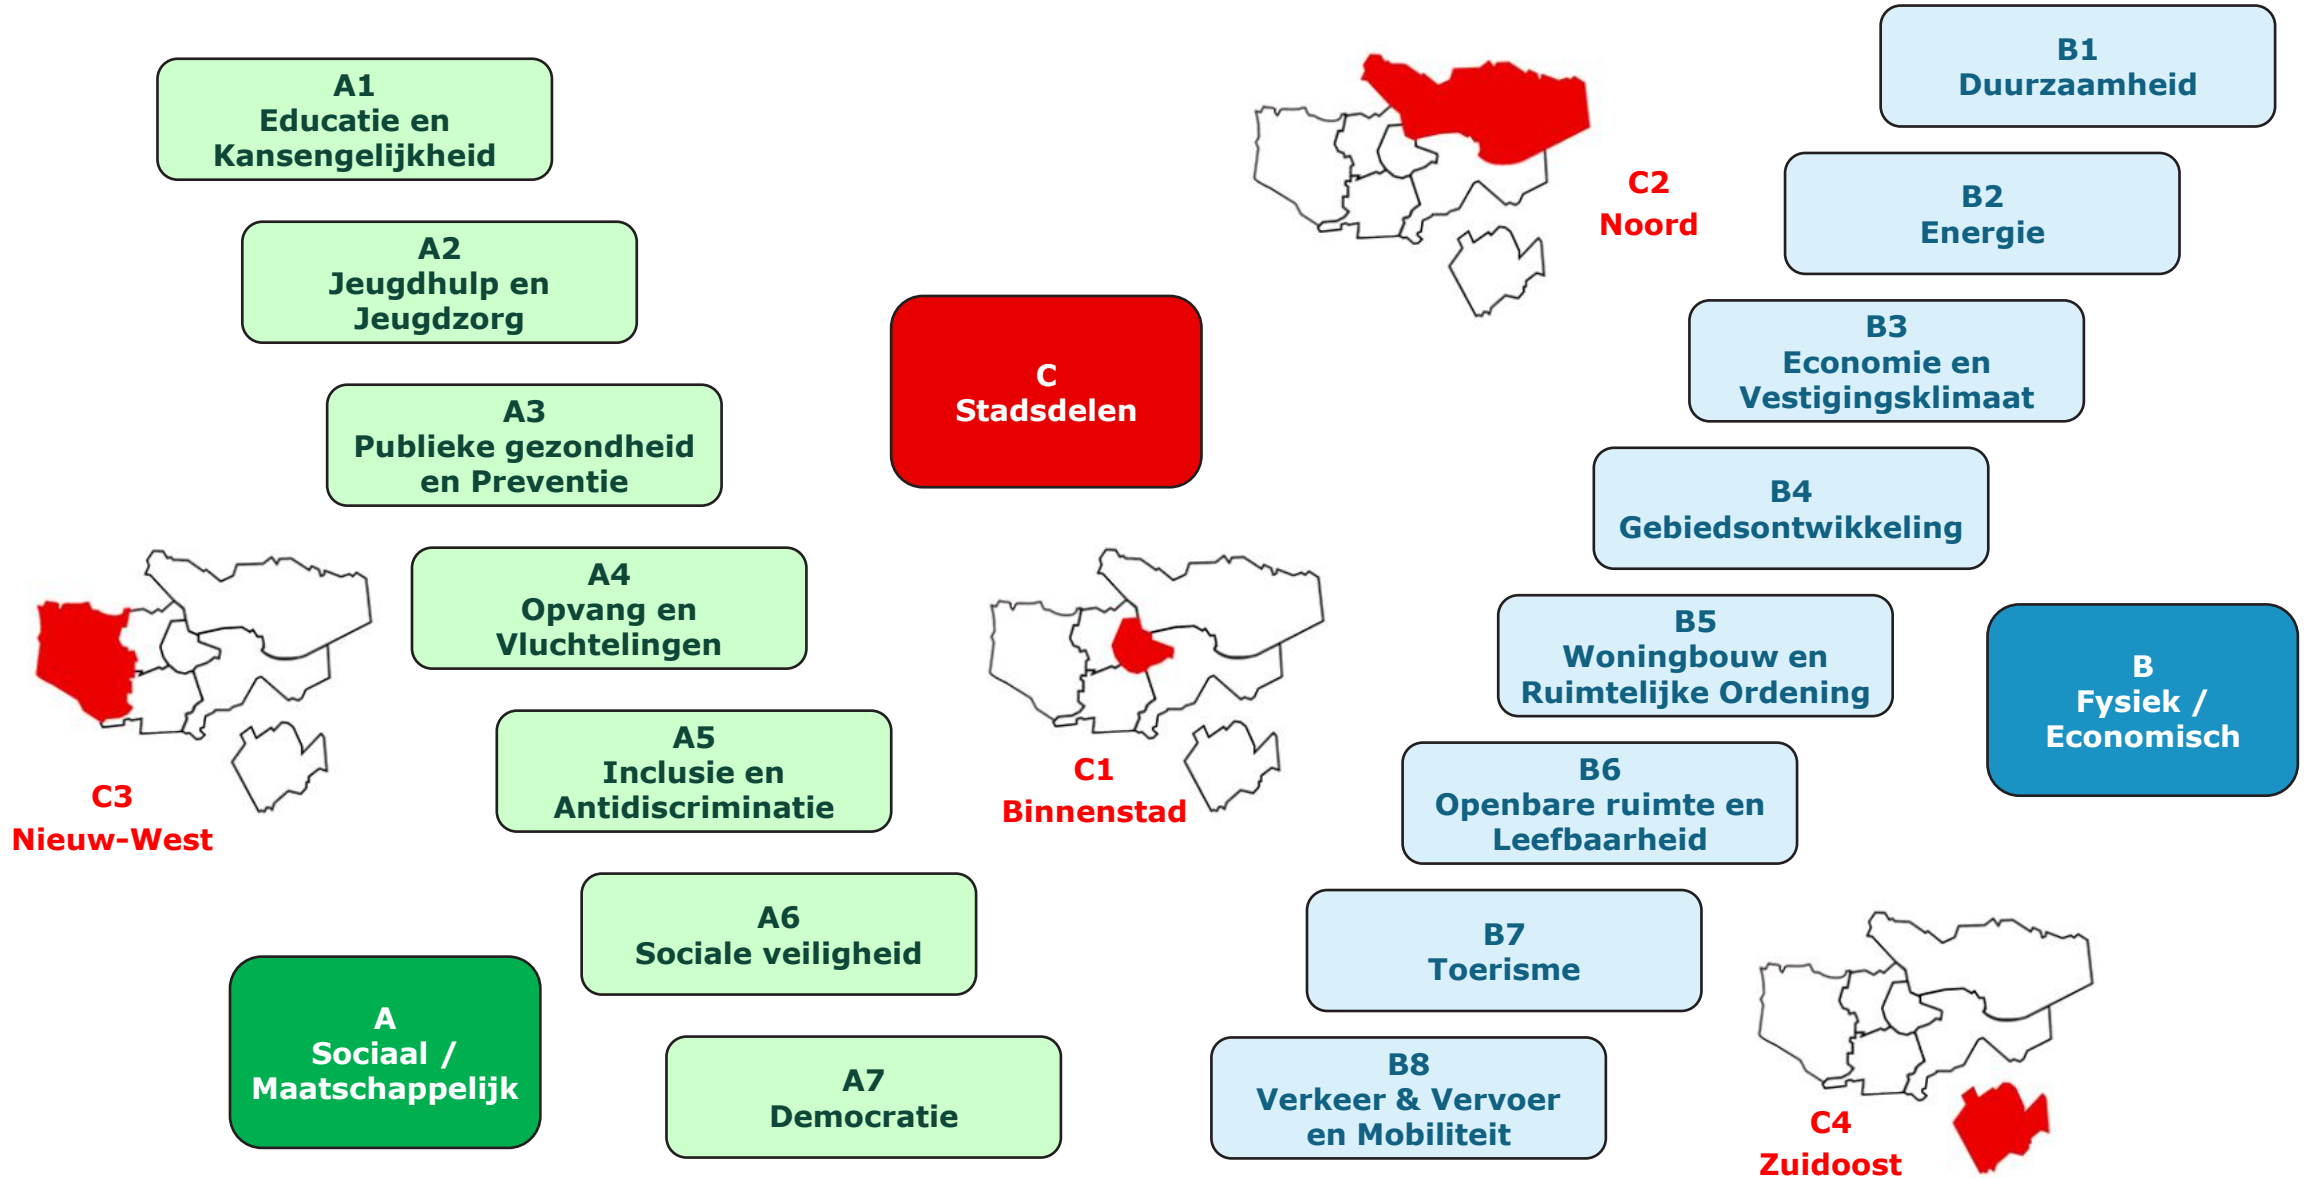 A1
Educatie en
Kansengelijkheid
A2
Jeugdhulp en
Jeugdzorg
A3
Publieke gezondheid
en Preventie
A4
Opvang en
Vluchtelingen
A5
Inclusie en
Antidiscriminatie
A6
Sociale veiligheid
A7
Democratie
A
Sociaal /
Maatschappelijk
C3
Nieuw-West
C
Stadsdelen
C1
Binnenstad
C2
Noord
B1
Duurzaamheid
B2
Energie
B3
Economie en
Vestigingsklimaat
B4
Gebiedsontwikkeling
B5
Woningbouw en
Ruimtelijke Ordening
B6
Openbare ruimte en
Leefbaarheid
B7
Toerisme
B8
Verkeer & Vervoer
en Mobiliteit
B
Fysiek /
Economisch
C4
Zuidoost